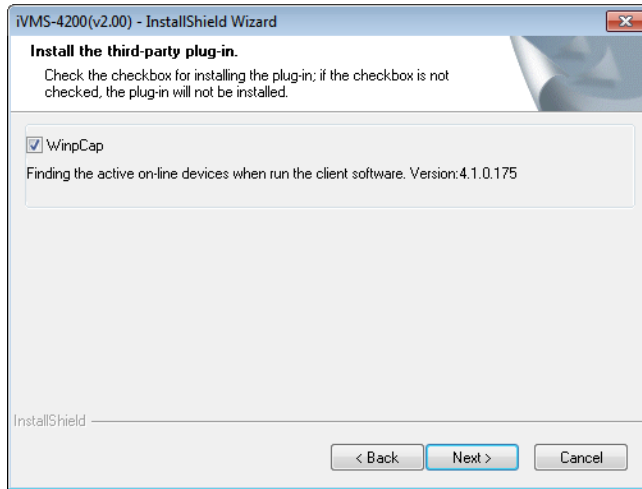 iVMS-4200(v2.00) - InstallShield Wizard
Install the third-party plug-in.
Check the checkbox for installing the plug-in; if the checkbox is not
checked, the plug-in will not be installed.
WinpCap
Finding the active on-line devices when run the client software. Version:4.1.0.175
InstallShield
< Back
Next >
Cancel